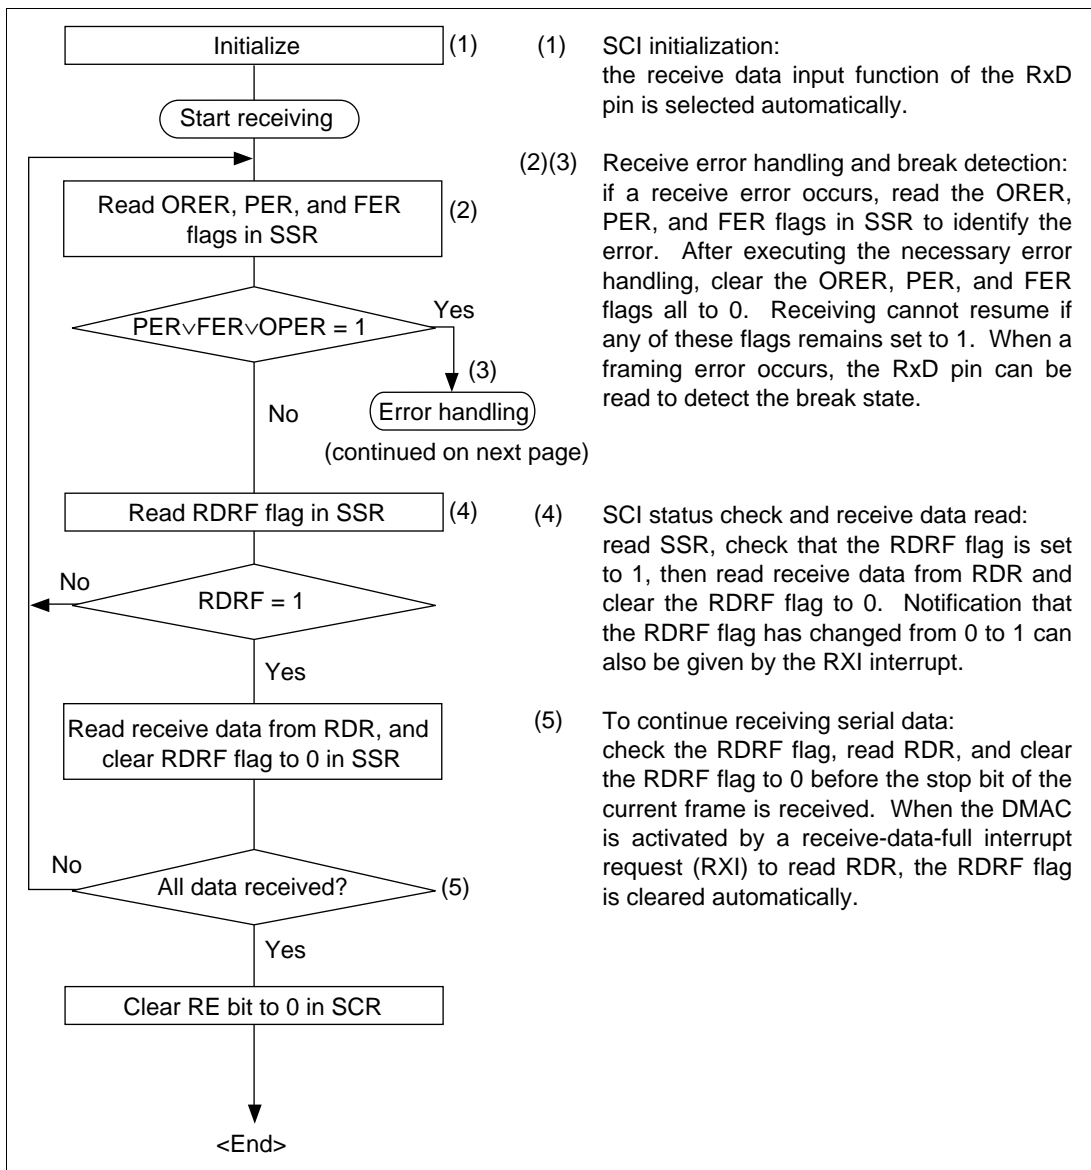 Initialize
(1)
Start receiving
Read ORER, PER, and FER
flags in SSR
(2)
PER∨FER∨OPER = 1
Yes
(3)
Error handling
(continued on next page)
No
Read RDRF flag in SSR
(4)
No
RDRF = 1
Yes
Read receive data from RDR, and
clear RDRF flag to 0 in SSR
No
All data received?
(5)
Yes
Clear RE bit to 0 in SCR
<End>
(1) SCI initialization:
the receive data input function of the RxD
pin is selected automatically.
(2)(3) Receive error handling and break detection:
if a receive error occurs, read the ORER,
PER, and FER flags in SSR to identify the
error. After executing the necessary error
handling, clear the ORER, PER, and FER
flags all to 0. Receiving cannot resume if
any of these flags remains set to 1. When a
framing error occurs, the RxD pin can be
read to detect the break state.
(4) SCI status check and receive data read:
read SSR, check that the RDRF flag is set
to 1, then read receive data from RDR and
clear the RDRF flag to 0. Notification that
the RDRF flag has changed from 0 to 1 can
also be given by the RXI interrupt.
(5) To continue receiving serial data:
check the RDRF flag, read RDR, and clear
the RDRF flag to 0 before the stop bit of the
current frame is received. When the DMAC
is activated by a receive-data-full interrupt
request (RXI) to read RDR, the RDRF flag
is cleared automatically.